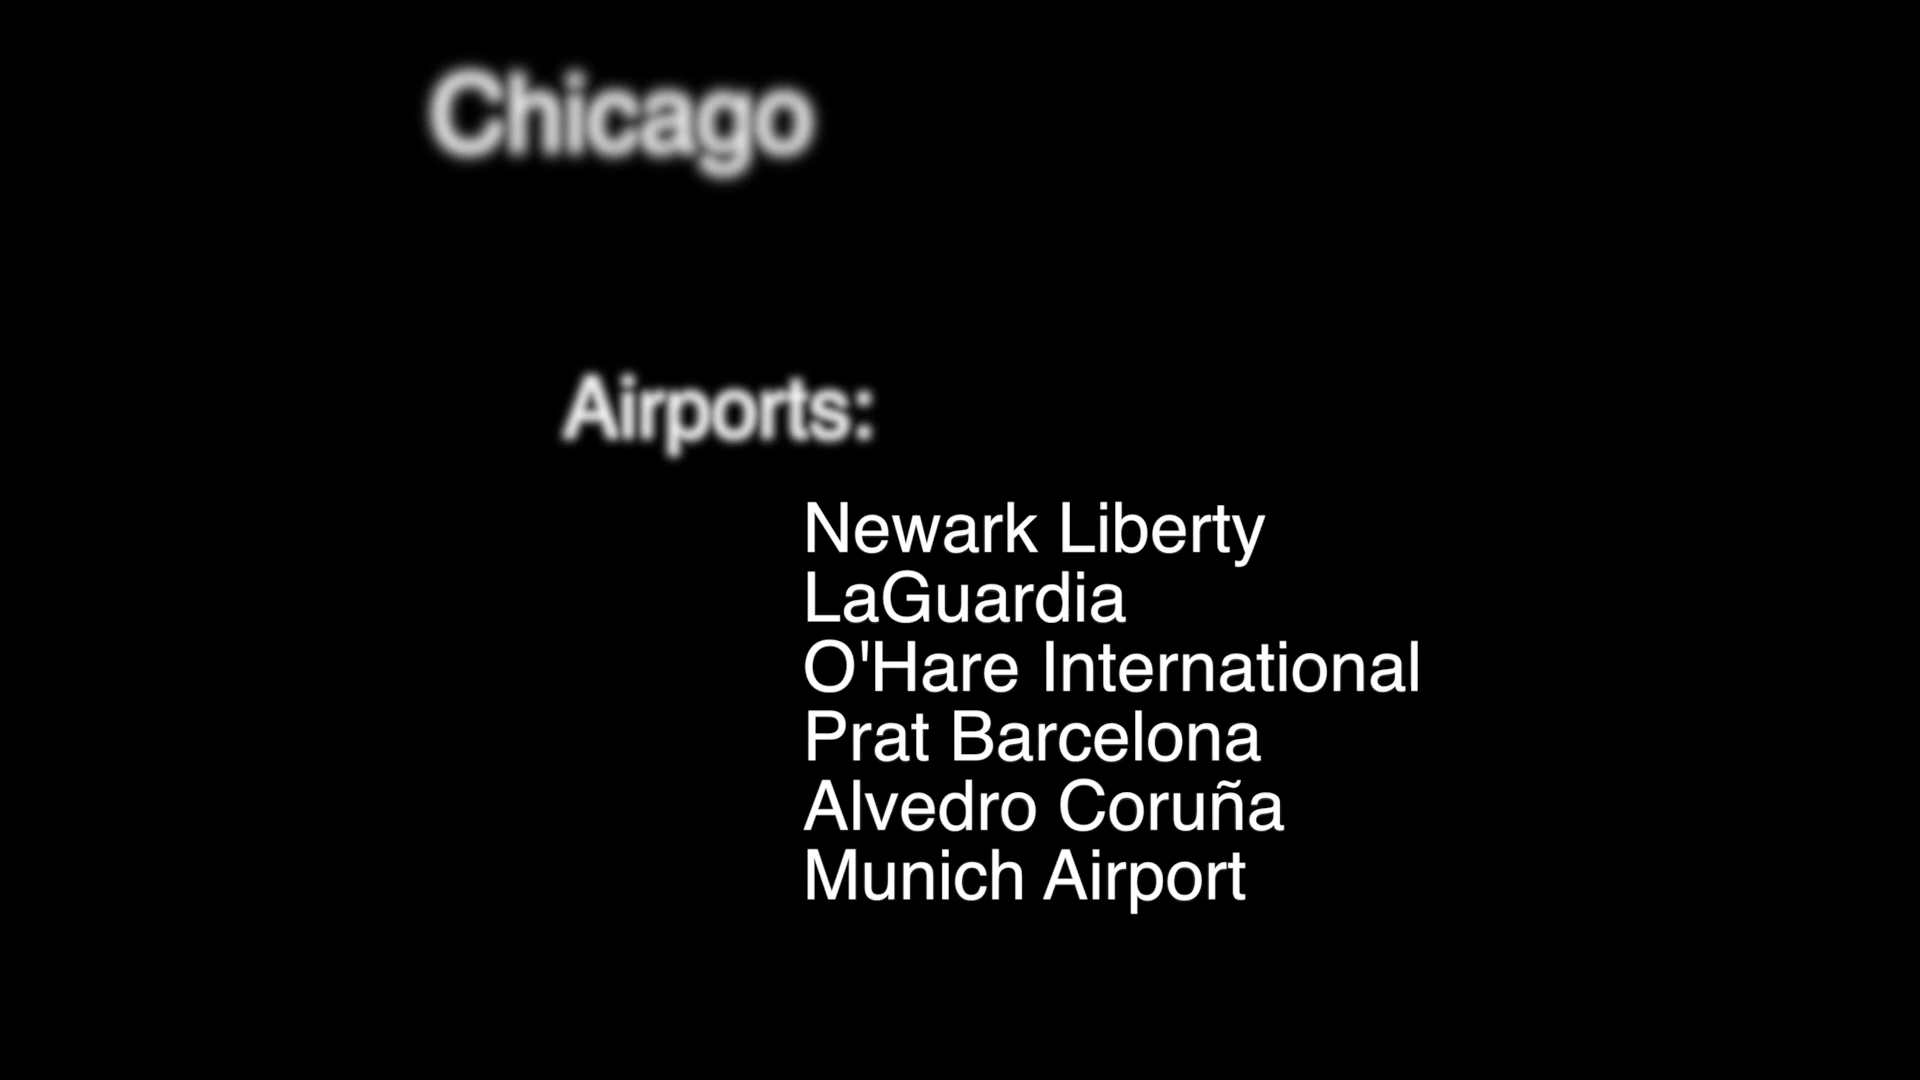 Chicago
Airports:
Newark Liberty
LaGuardia
O'Hare International
Prat Barcelona
Alvedro Coruña
Munich Airport